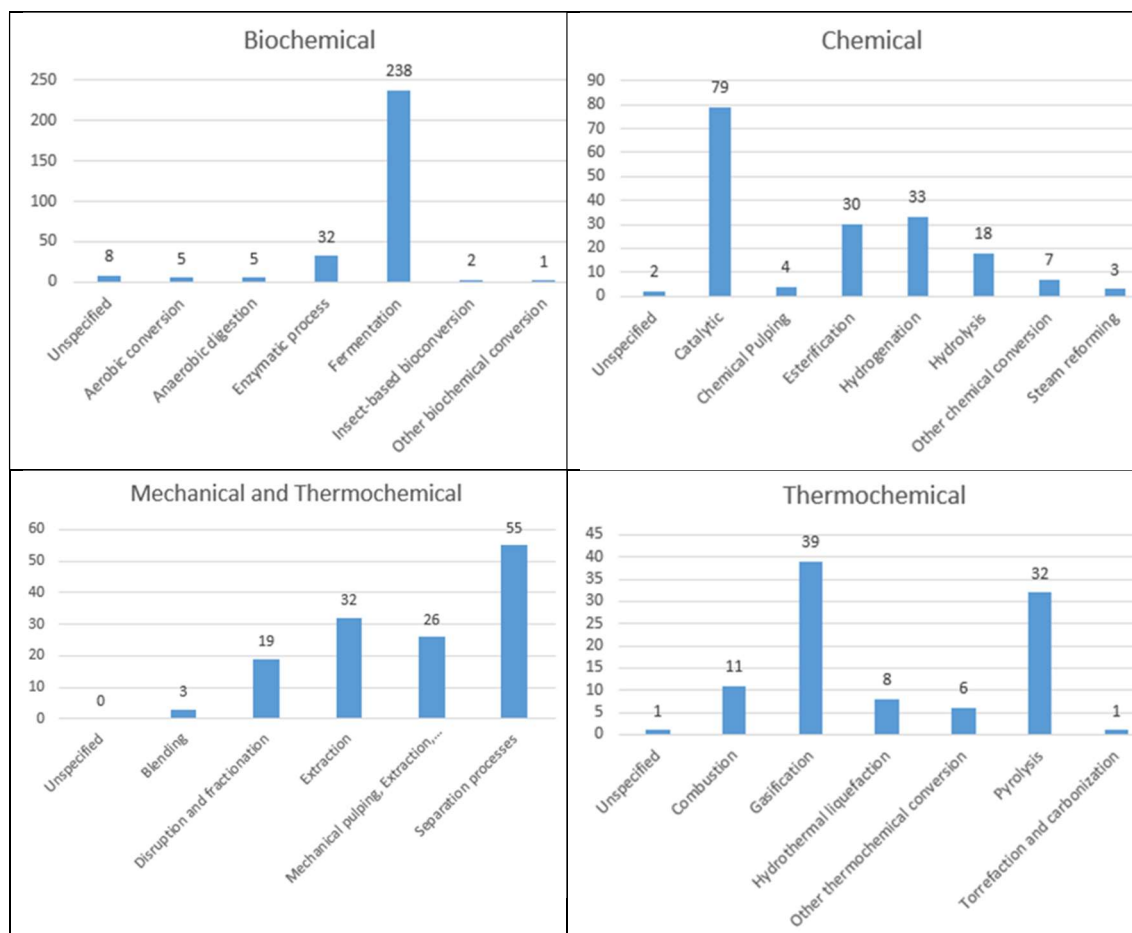 Biochemical
250
200
150
100
50
0
8
5
5
32
238
2
1
Unspecified
Aerobic conversion
Anaerobic digestion
Enzymatic process
Fermentation
Insect-based bioconversion
Other biochemical conversion
Chemical
90
80
70
60
50
40
30
20
10
0
2
79
4
30
33
18
7
3
Unspecified
Catalytic
Chemical Pulping
Esterification
Hydrogenation
Hydrolysis
Other chemical conversion
Steam reforming
Mechanical and Thermochemical
60
50
40
30
20
10
0
0
3
19
32
26
55
Unspecified
Blending
Disruption and fractionation
Extraction
Mechanical pulping, Extraction,...
Separation processes
Thermochemical
45
40
35
30
25
20
15
10
5
0
1
11
39
8
6
32
1
Unspecified
Combustion
Gasification
Hydrothermal liquefaction
Other thermochemical conversion
Pyrolysis
Torrefaction and carbonization